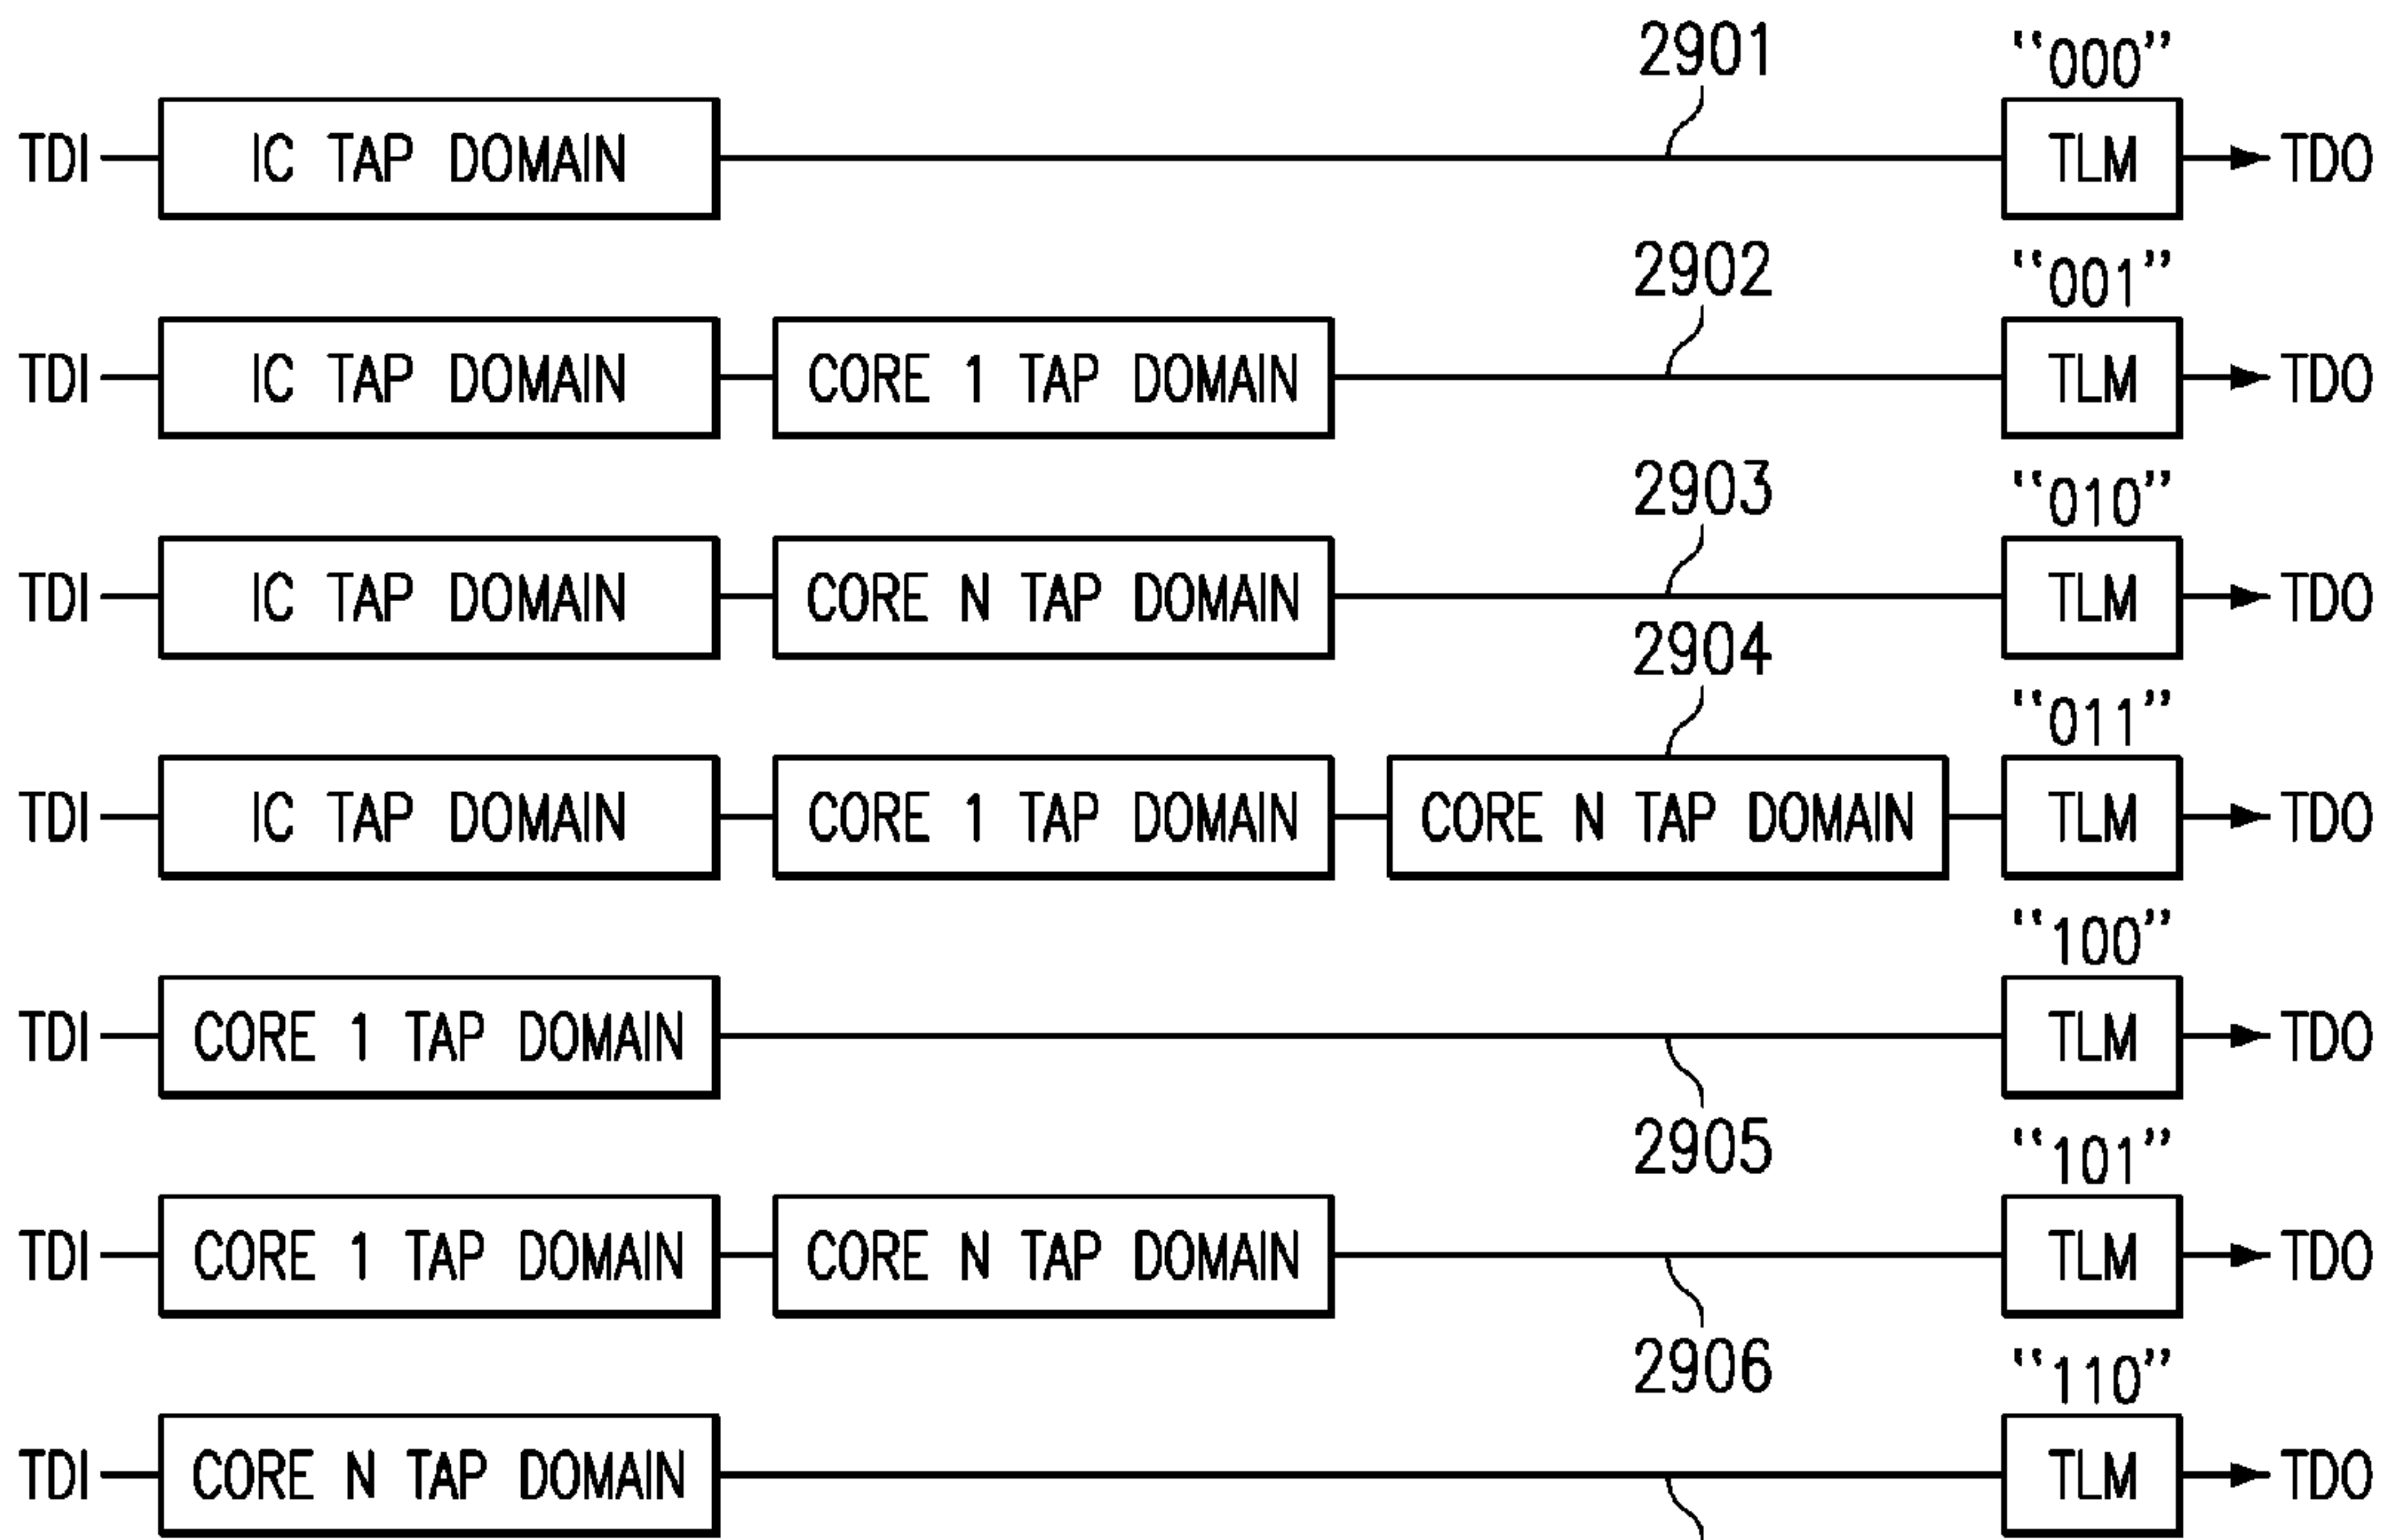 2901 “000”
TDI IC TAP DOMAIN TLM TDO
2902 “001”
TDI IC TAP DOMAIN CORE 1 TAP DOMAIN TLM TDO
2903 “010”
TDI IC TAP DOMAIN CORE N TAP DOMAIN TLM TDO
2904 “011”
TDI IC TAP DOMAIN CORE 1 TAP DOMAIN CORE N TAP DOMAIN TLM TDO
“100”
TDI CORE 1 TAP DOMAIN TLM TDO
2905 “101”
TDI CORE 1 TAP DOMAIN CORE N TAP DOMAIN TLM TDO
2906 “110”
TDI CORE N TAP DOMAIN TLM TDO